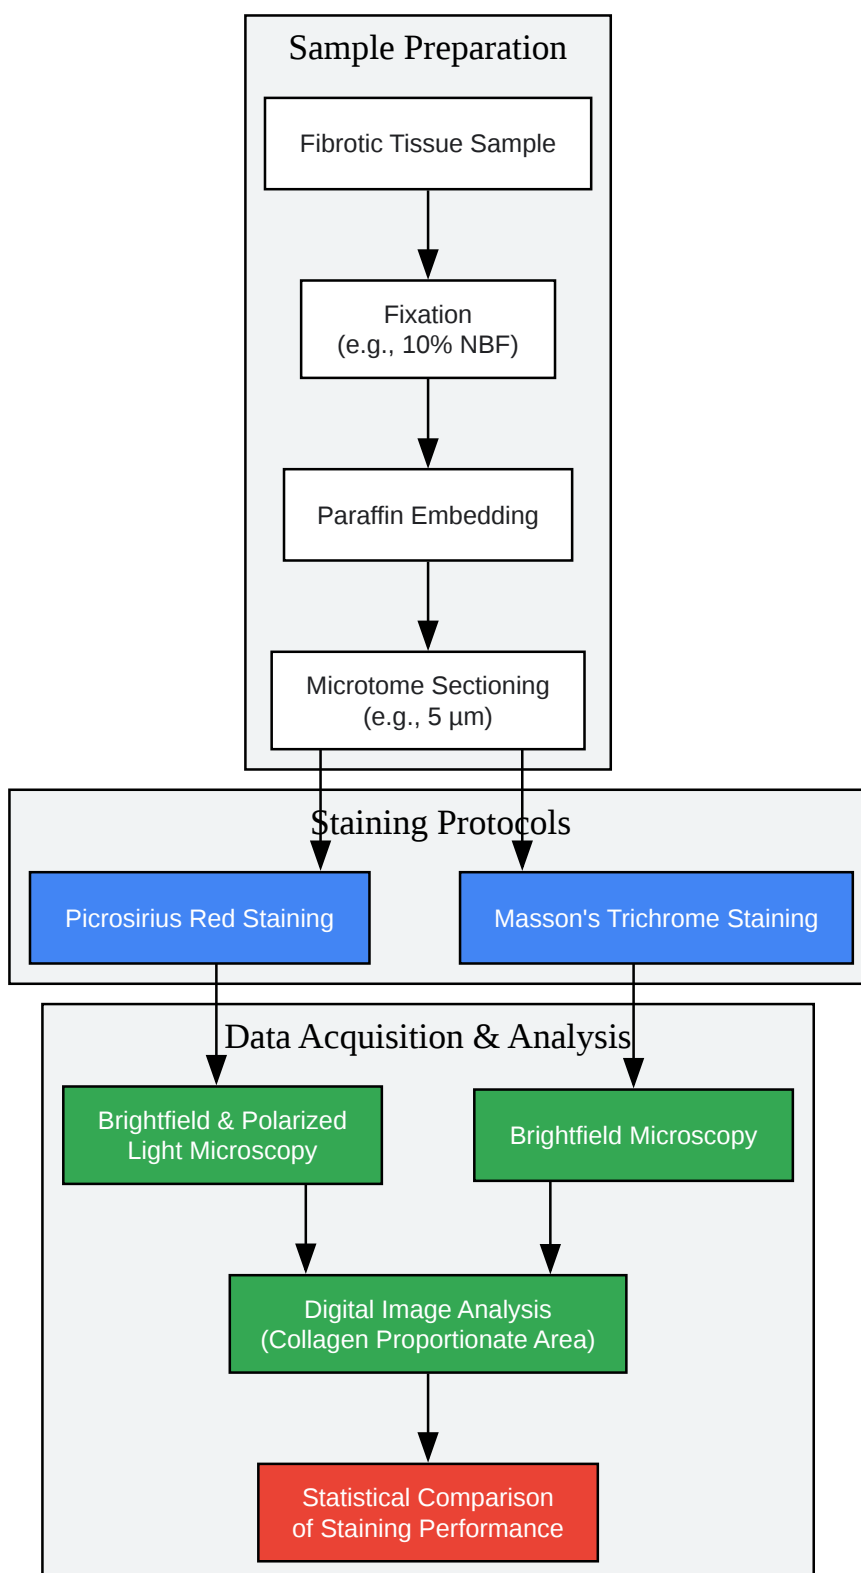 Sample Preparation
Fibrotic Tissue Sample
Fixation
(e.g., 10% NBF)
Paraffin Embedding
Microtome Sectioning
(e.g., 5 µm)
Staining Protocols
Picrosirius Red Staining
Masson's Trichrome Staining
Data Acquisition & Analysis
Brightfield & Polarized
Light Microscopy
Brightfield Microscopy
Digital Image Analysis
(Collagen Proportionate Area)
Statistical Comparison
of Staining Performance